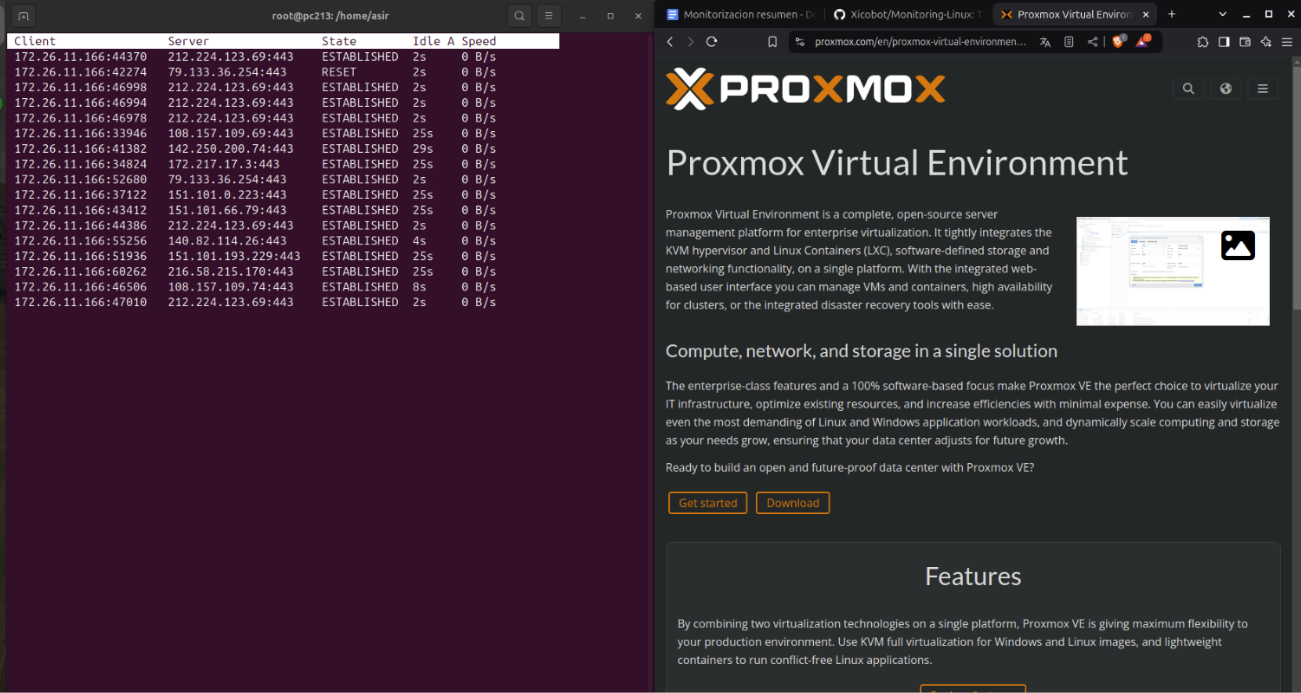 root@pc213: /home/asir
Client Server State Idle A Speed
172.26.11.166:44370 212.224.123.69:443 ESTABLISHED 2s 0 B/s
172.26.11.166:42274 79.133.36.254:443 RESET 2s 0 B/s
172.26.11.166:46998 212.224.123.69:443 ESTABLISHED 2s 0 B/s
172.26.11.166:46994 212.224.123.69:443 ESTABLISHED 2s 0 B/s
172.26.11.166:46978 212.224.123.69:443 ESTABLISHED 2s 0 B/s
172.26.11.166:33946 108.157.109.69:443 ESTABLISHED 25s 0 B/s
172.26.11.166:41382 142.250.200.74:443 ESTABLISHED 29s 0 B/s
172.26.11.166:34824 172.217.17.3:443 ESTABLISHED 25s 0 B/s
172.26.11.166:52680 79.133.36.254:443 ESTABLISHED 2s 0 B/s
172.26.11.166:37122 151.101.0.223:443 ESTABLISHED 25s 0 B/s
172.26.11.166:43412 151.101.66.79:443 ESTABLISHED 25s 0 B/s
172.26.11.166:44386 212.224.123.69:443 ESTABLISHED 2s 0 B/s
172.26.11.166:55256 140.82.114.26:443 ESTABLISHED 4s 0 B/s
172.26.11.166:51936 151.101.193.229:443 ESTABLISHED 25s 0 B/s
172.26.11.166:60262 216.58.215.170:443 ESTABLISHED 25s 0 B/s
172.26.11.166:46506 108.157.109.74:443 ESTABLISHED 8s 0 B/s
172.26.11.166:47010 212.224.123.69:443 ESTABLISHED 2s 0 B/s
Monitorizacion resumen - D
Xicobot/Monitoring-Linux: T
Proxmox Virtual Environ
proxmox.com/en/proxmox-virtual-environmen...
PROXMOX
Proxmox Virtual Environment
Proxmox Virtual Environment is a complete, open-source server
management platform for enterprise virtualization. It tightly integrates the
KVM hypervisor and Linux Containers (LXC), software-defined storage and
networking functionality, on a single platform. With the integrated web-
based user interface you can manage VMs and containers, high availability
for clusters, or the integrated disaster recovery tools with ease.
Compute, network, and storage in a single solution
The enterprise-class features and a 100% software-based focus make Proxmox VE the perfect choice to virtualize your
IT infrastructure, optimize existing resources, and increase efficiencies with minimal expense. You can easily virtualize
even the most demanding of Linux and Windows application workloads, and dynamically scale computing and storage
as your needs grow, ensuring that your data center adjusts for future growth.
Ready to build an open and future-proof data center with Proxmox VE?
Get started
Download
Features
By combining two virtualization technologies on a single platform, Proxmox VE is giving maximum flexibility to
your production environment. Use KVM full virtualization for Windows and Linux images, and lightweight
containers to run conflict-free Linux applications.